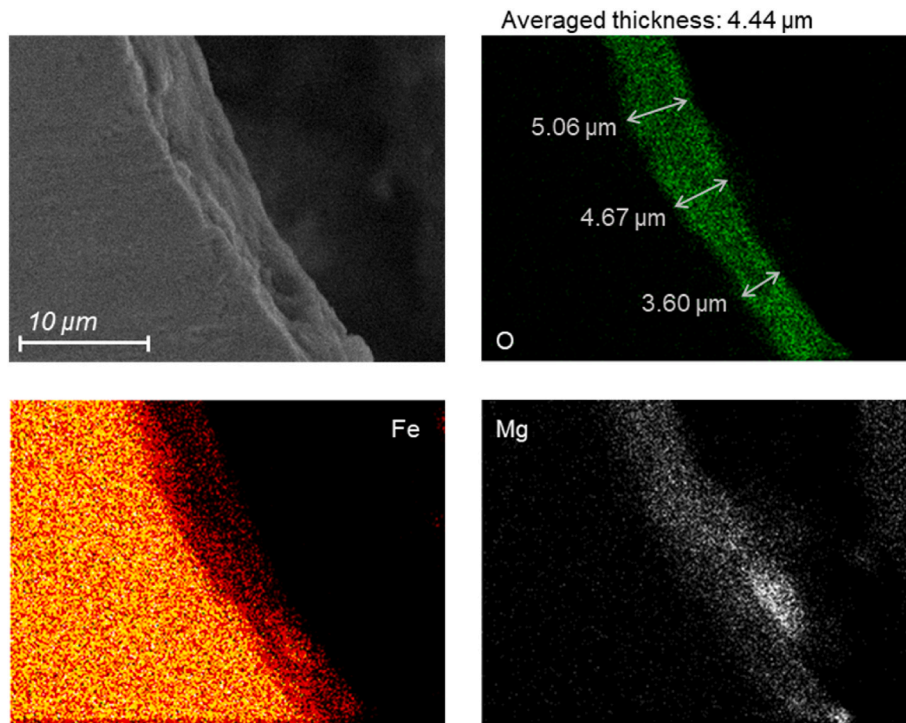 Averaged thickness: 4.44 µm
10 µm
5.06 µm
4.67 µm
3.60 µm
O
Fe
Mg